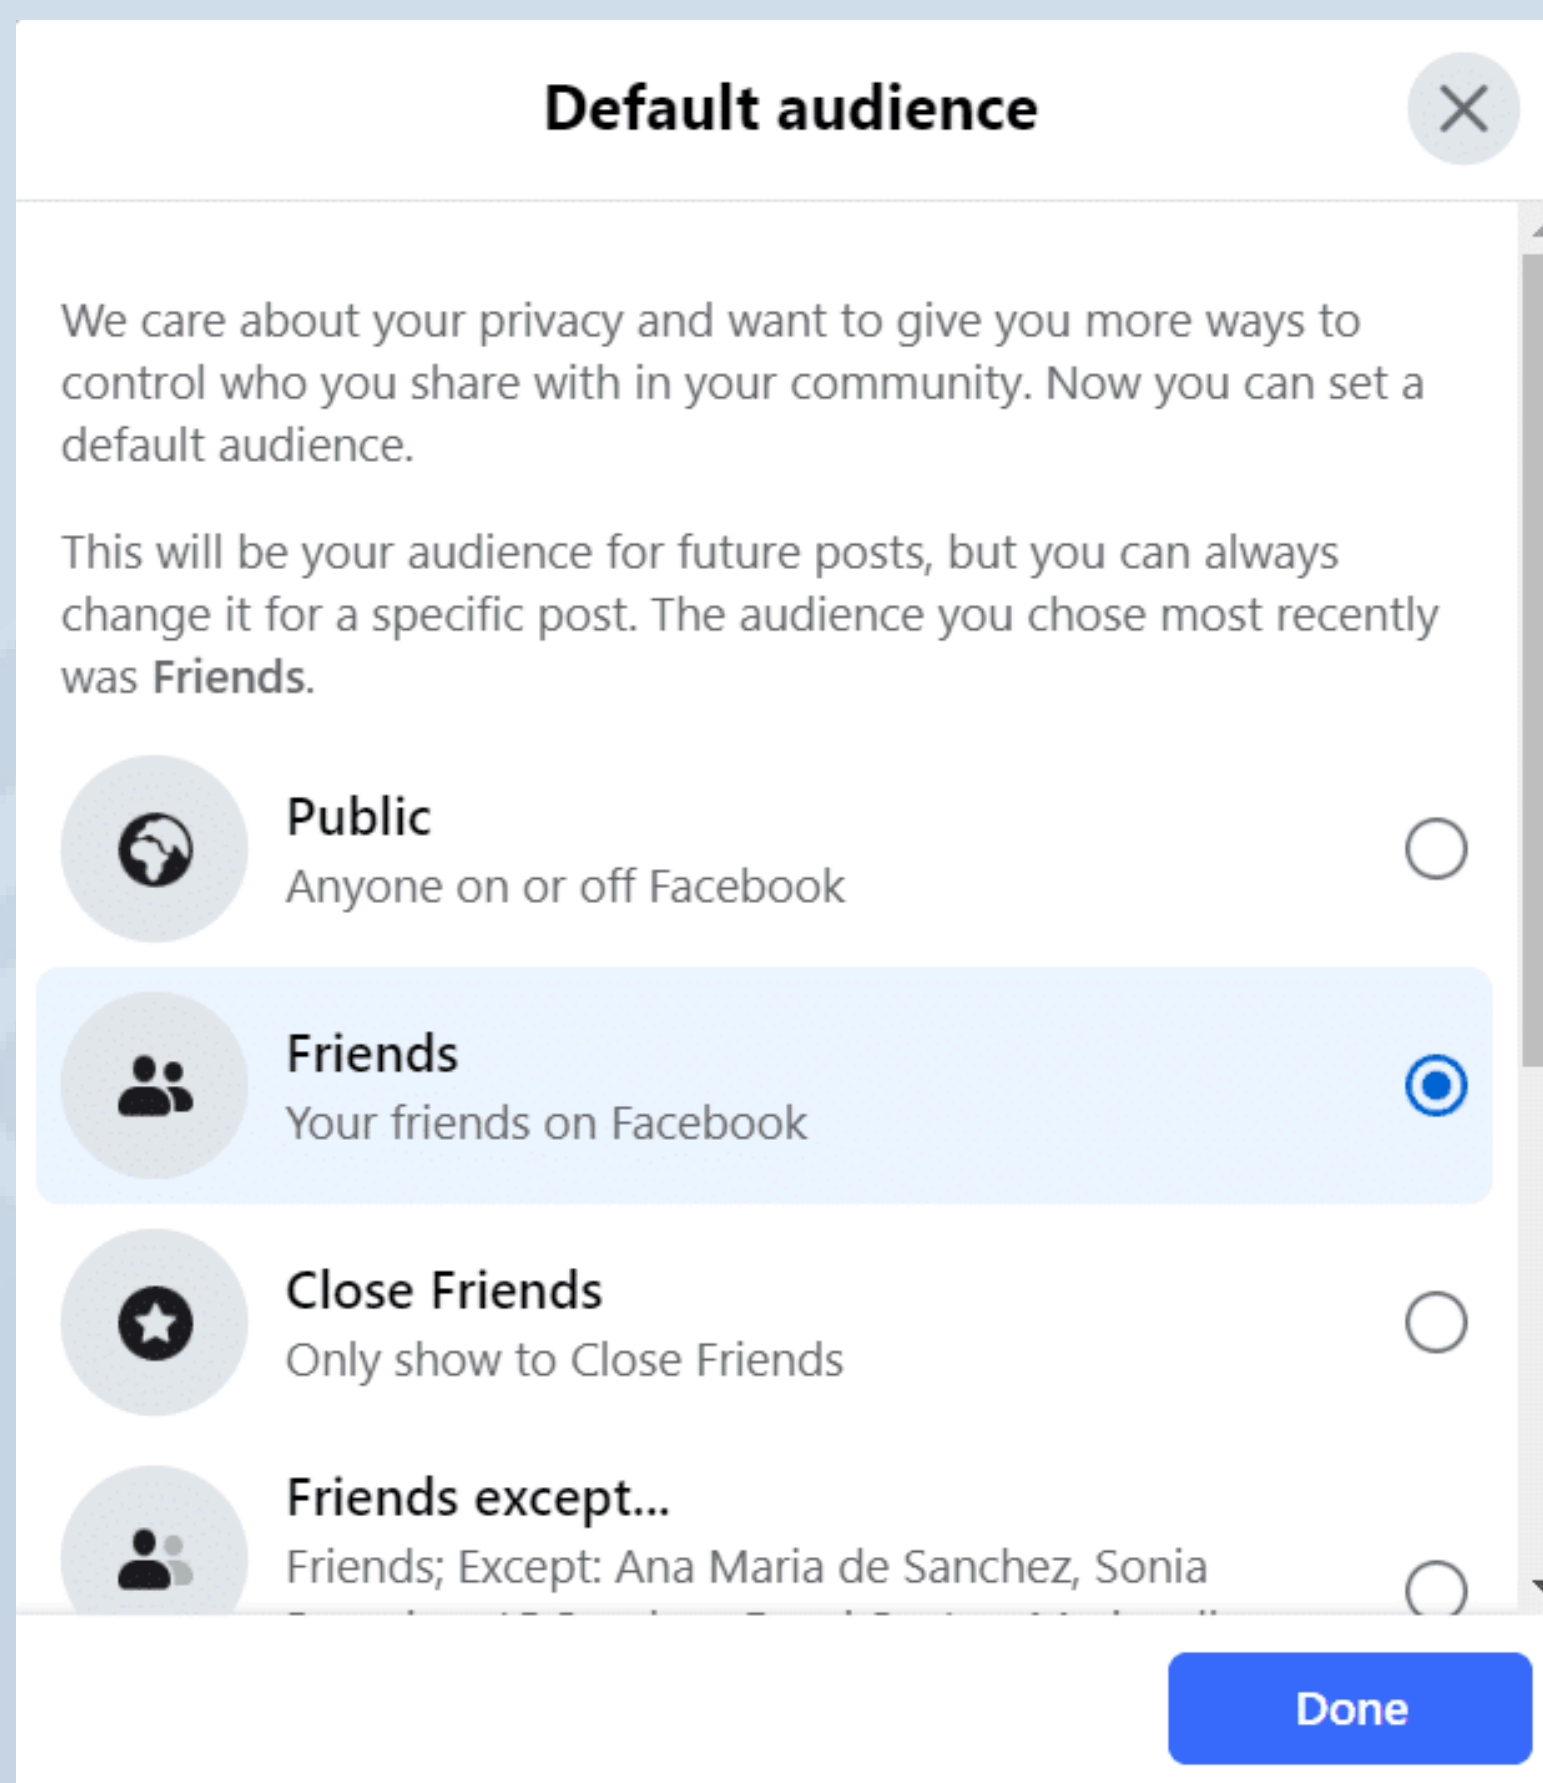 Default audience
We care about your privacy and want to give you more ways to
control who you share with in your community. Now you can set a
default audience.
This will be your audience for future posts, but you can always
change it for a specific post. The audience you chose most recently
was Friends.
Public
Anyone on or off Facebook
Friends
Your friends on Facebook
Close Friends
Only show to Close Friends
Friends except...
Friends; Except: Ana Maria de Sanchez, Sonia
Done